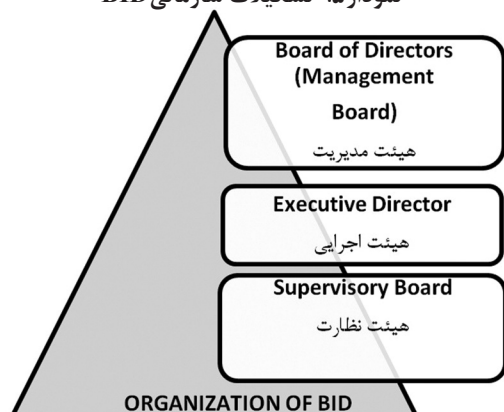 تشکیلات سازمانی BID
Board of Directors
(Management
Board)
هیئت مدیریت
Executive Director
هیئت اجرایی
Supervisory Board
هیئت نظارت
ORGANIZATION OF BID